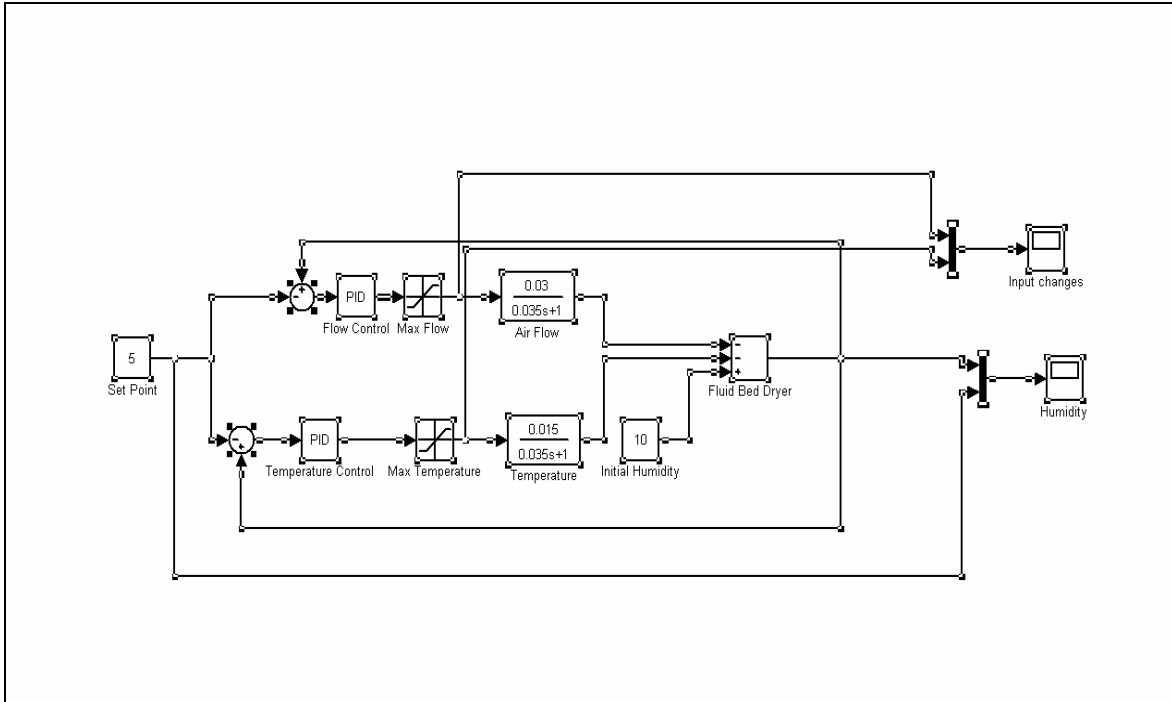 Input changes
+
-
PID
Flow Control
Max Flow
0.03
0.035s+1
Air Flow
5
Set Point
-
-
+
Fluid Bed Dryer
Humidity
-
+
PID
Temperature Control
Max Temperature
0.015
0.035s+1
Temperature
10
Initial Humidity